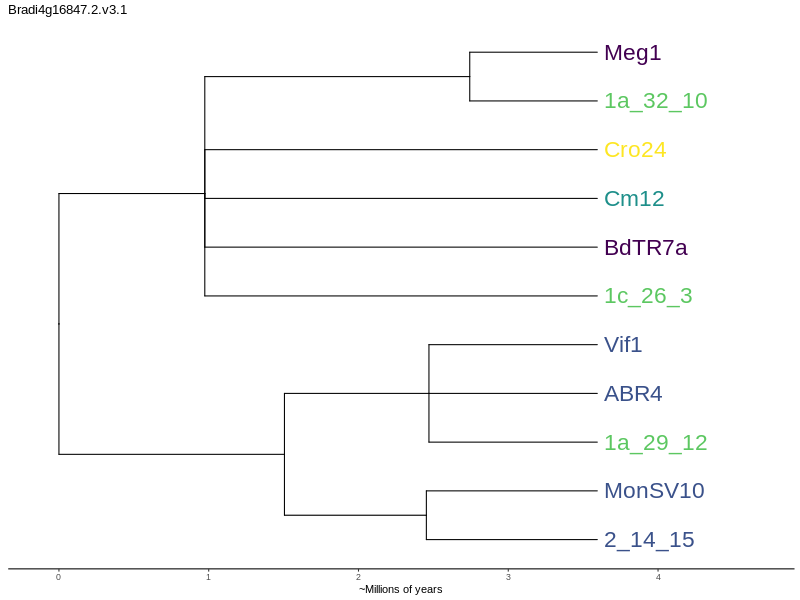 Bradi4g16847.2.v3.1
Meg1
1a_32_10
Cro24
Cm12
BdTR7a
1c_26_3
Vif1
ABR4
1a_29_12
MonSV10
2_14_15
0 1 2 3 4
~Millions of years